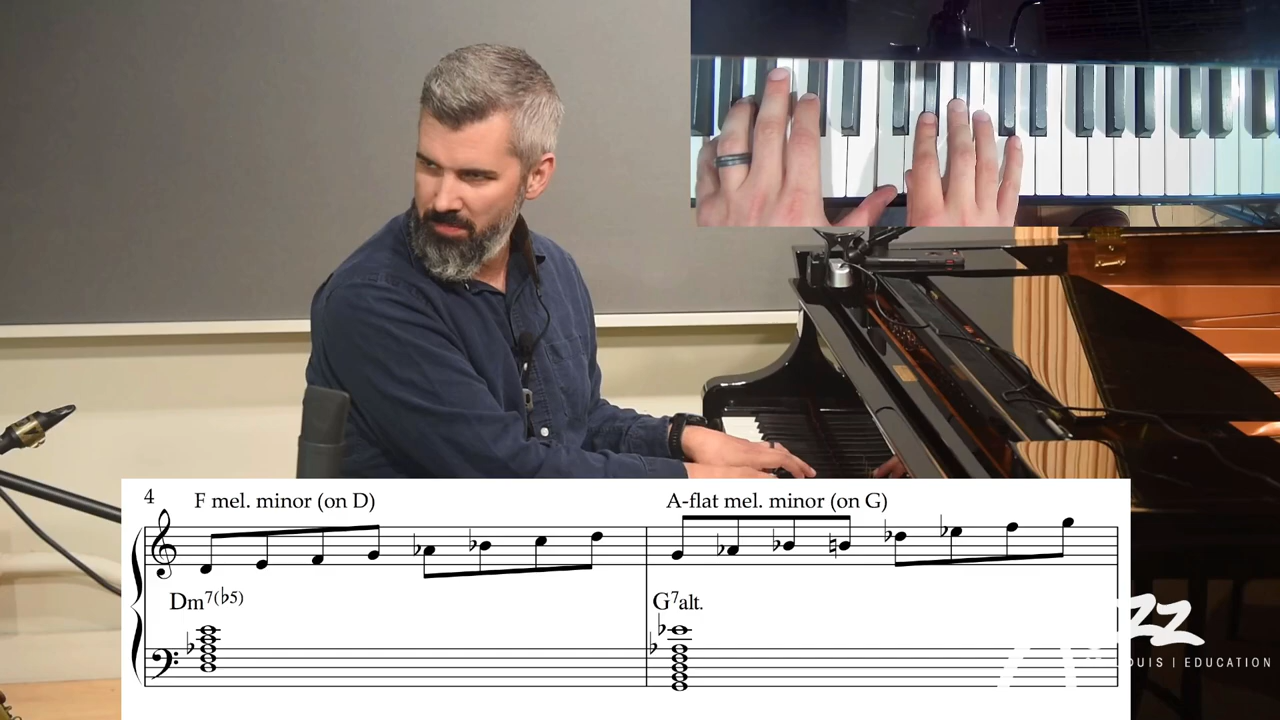 4
F mel. minor (on D)
A-flat mel. minor (on G)
Dm7(♭5)
G7alt.
OUIS | EDUCATION